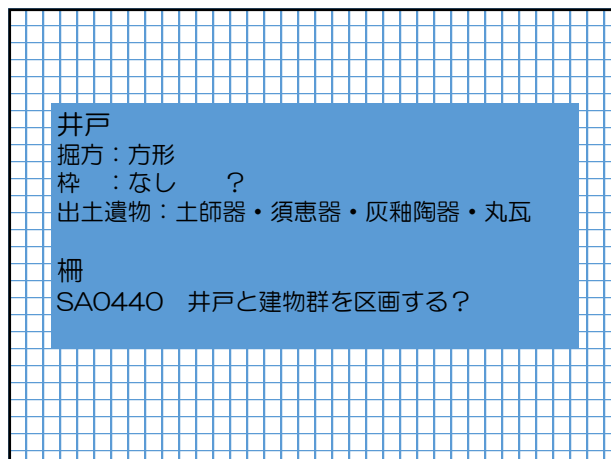 井戸
掘方：方形
枠　：なし　　？
出土遺物：土師器・須恵器・灰釉陶器・丸瓦
柵
SA0440　井戸と建物群を区画する？